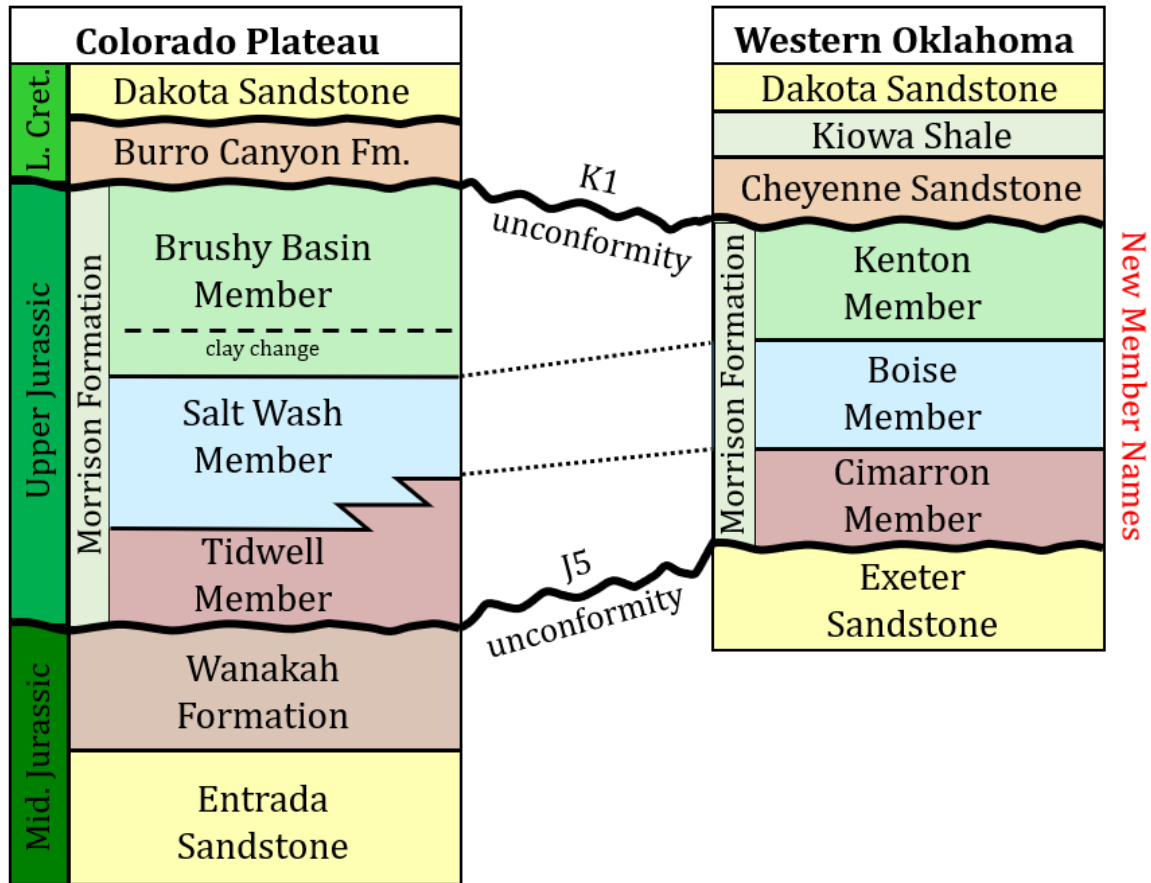 Colorado Plateau
L. Cret.
Dakota Sandstone
Burro Canyon Fm.
Upper Jurassic
Morrison Formation
Brushy Basin
Member
clay change
Salt Wash
Member
Tidwell
Member
Mid. Jurassic
Wanakah
Formation
Entrada
Sandstone
K1
unconformity
J5
unconformity
Western Oklahoma
Dakota Sandstone
Kiowa Shale
Cheyenne Sandstone
Morrison Formation
Kenton
Member
Boise
Member
Cimarron
Member
Exeter
Sandstone
New Member Names